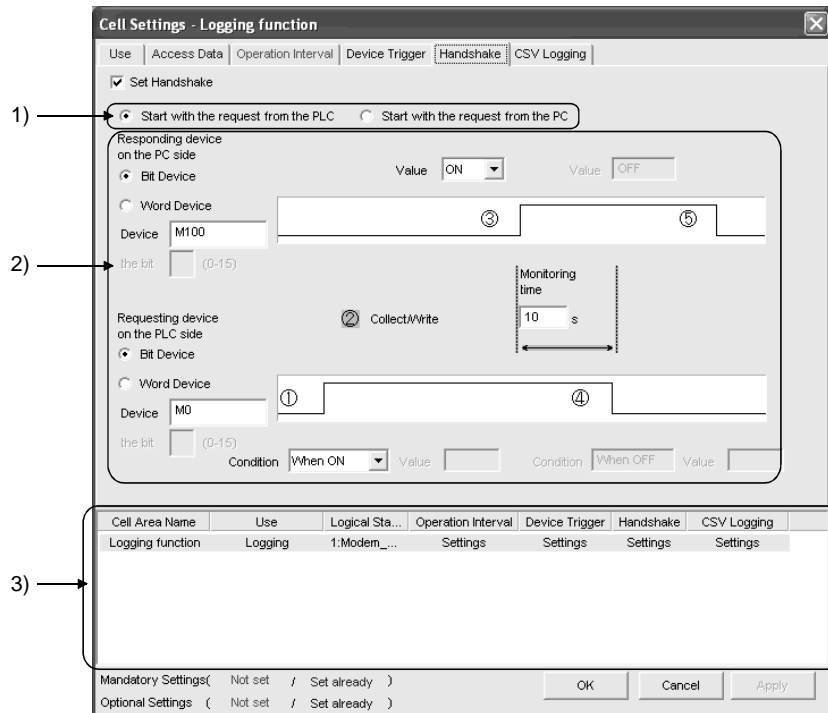 Cell Settings - Logging function
Use Access Data Operation Interval Device Trigger Handshake CSV Logging
Set Handshake
1) Start with the request from the PLC Start with the request from the PC
Responding device
on the PC side
Bit Device Value ON Value OFF
Word Device ③ ⑤
Device M100
2) the bit (0-15)
Monitoring
time
Requesting device ② Collect/Write 10 s
on the PLC side
Bit Device
Word Device ① ④
Device M0
the bit (0-15)
Condition When ON Value Condition When OFF Value
Cell Area Name Use Logical Sta... Operation Interval Device Trigger Handshake CSV Logging
Logging function Logging 1:Modem_... Settings Settings Settings Settings
3)
Mandatory Settings( Not set / Set already ) OK Cancel Apply
Optional Settings ( Not set / Set already )